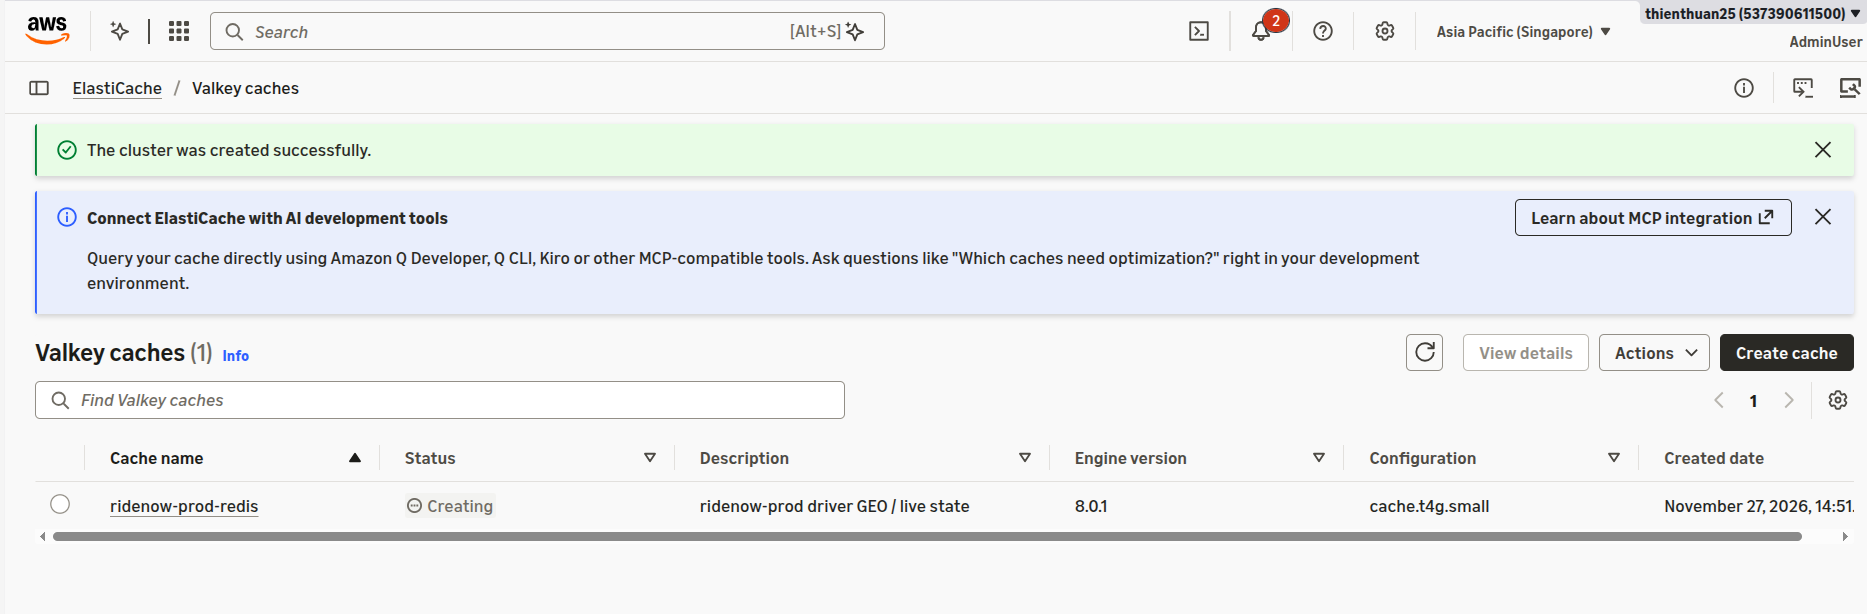 aws
Search [Alt+S]
2
Asia Pacific (Singapore)
thienthuan25 (537390611500)
AdminUser
ElastiCache / Valkey caches
The cluster was created successfully.
Connect ElastiCache with AI development tools
Learn about MCP integration
Query your cache directly using Amazon Q Developer, Q CLI, Kiro or other MCP-compatible tools. Ask questions like "Which caches need optimization?" right in your development
environment.
Valkey caches (1) Info
View details Actions Create cache
Find Valkey caches
1
Cache name Status Description Engine version Configuration Created date
ridenow-prod-redis Creating ridenow-prod driver GEO / live state 8.0.1 cache.t4g.small November 27, 2026, 14:51.